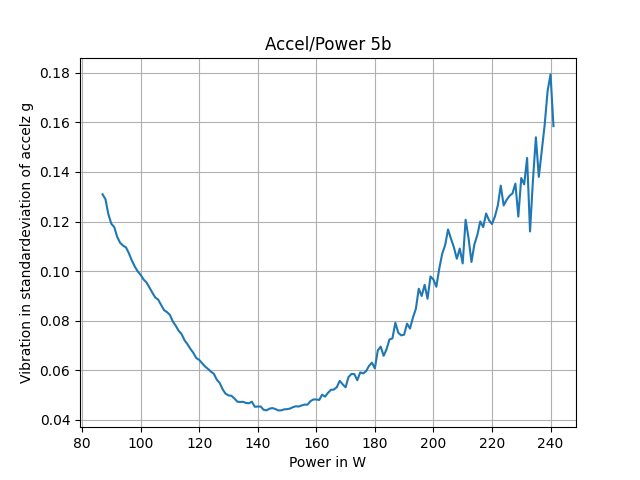 Accel/Power 5b
Vibration in standardeviation of accelz g
0.18
0.16
0.14
0.12
0.10
0.08
0.06
0.04
80 100 120 140 160 180 200 220 240
Power in W